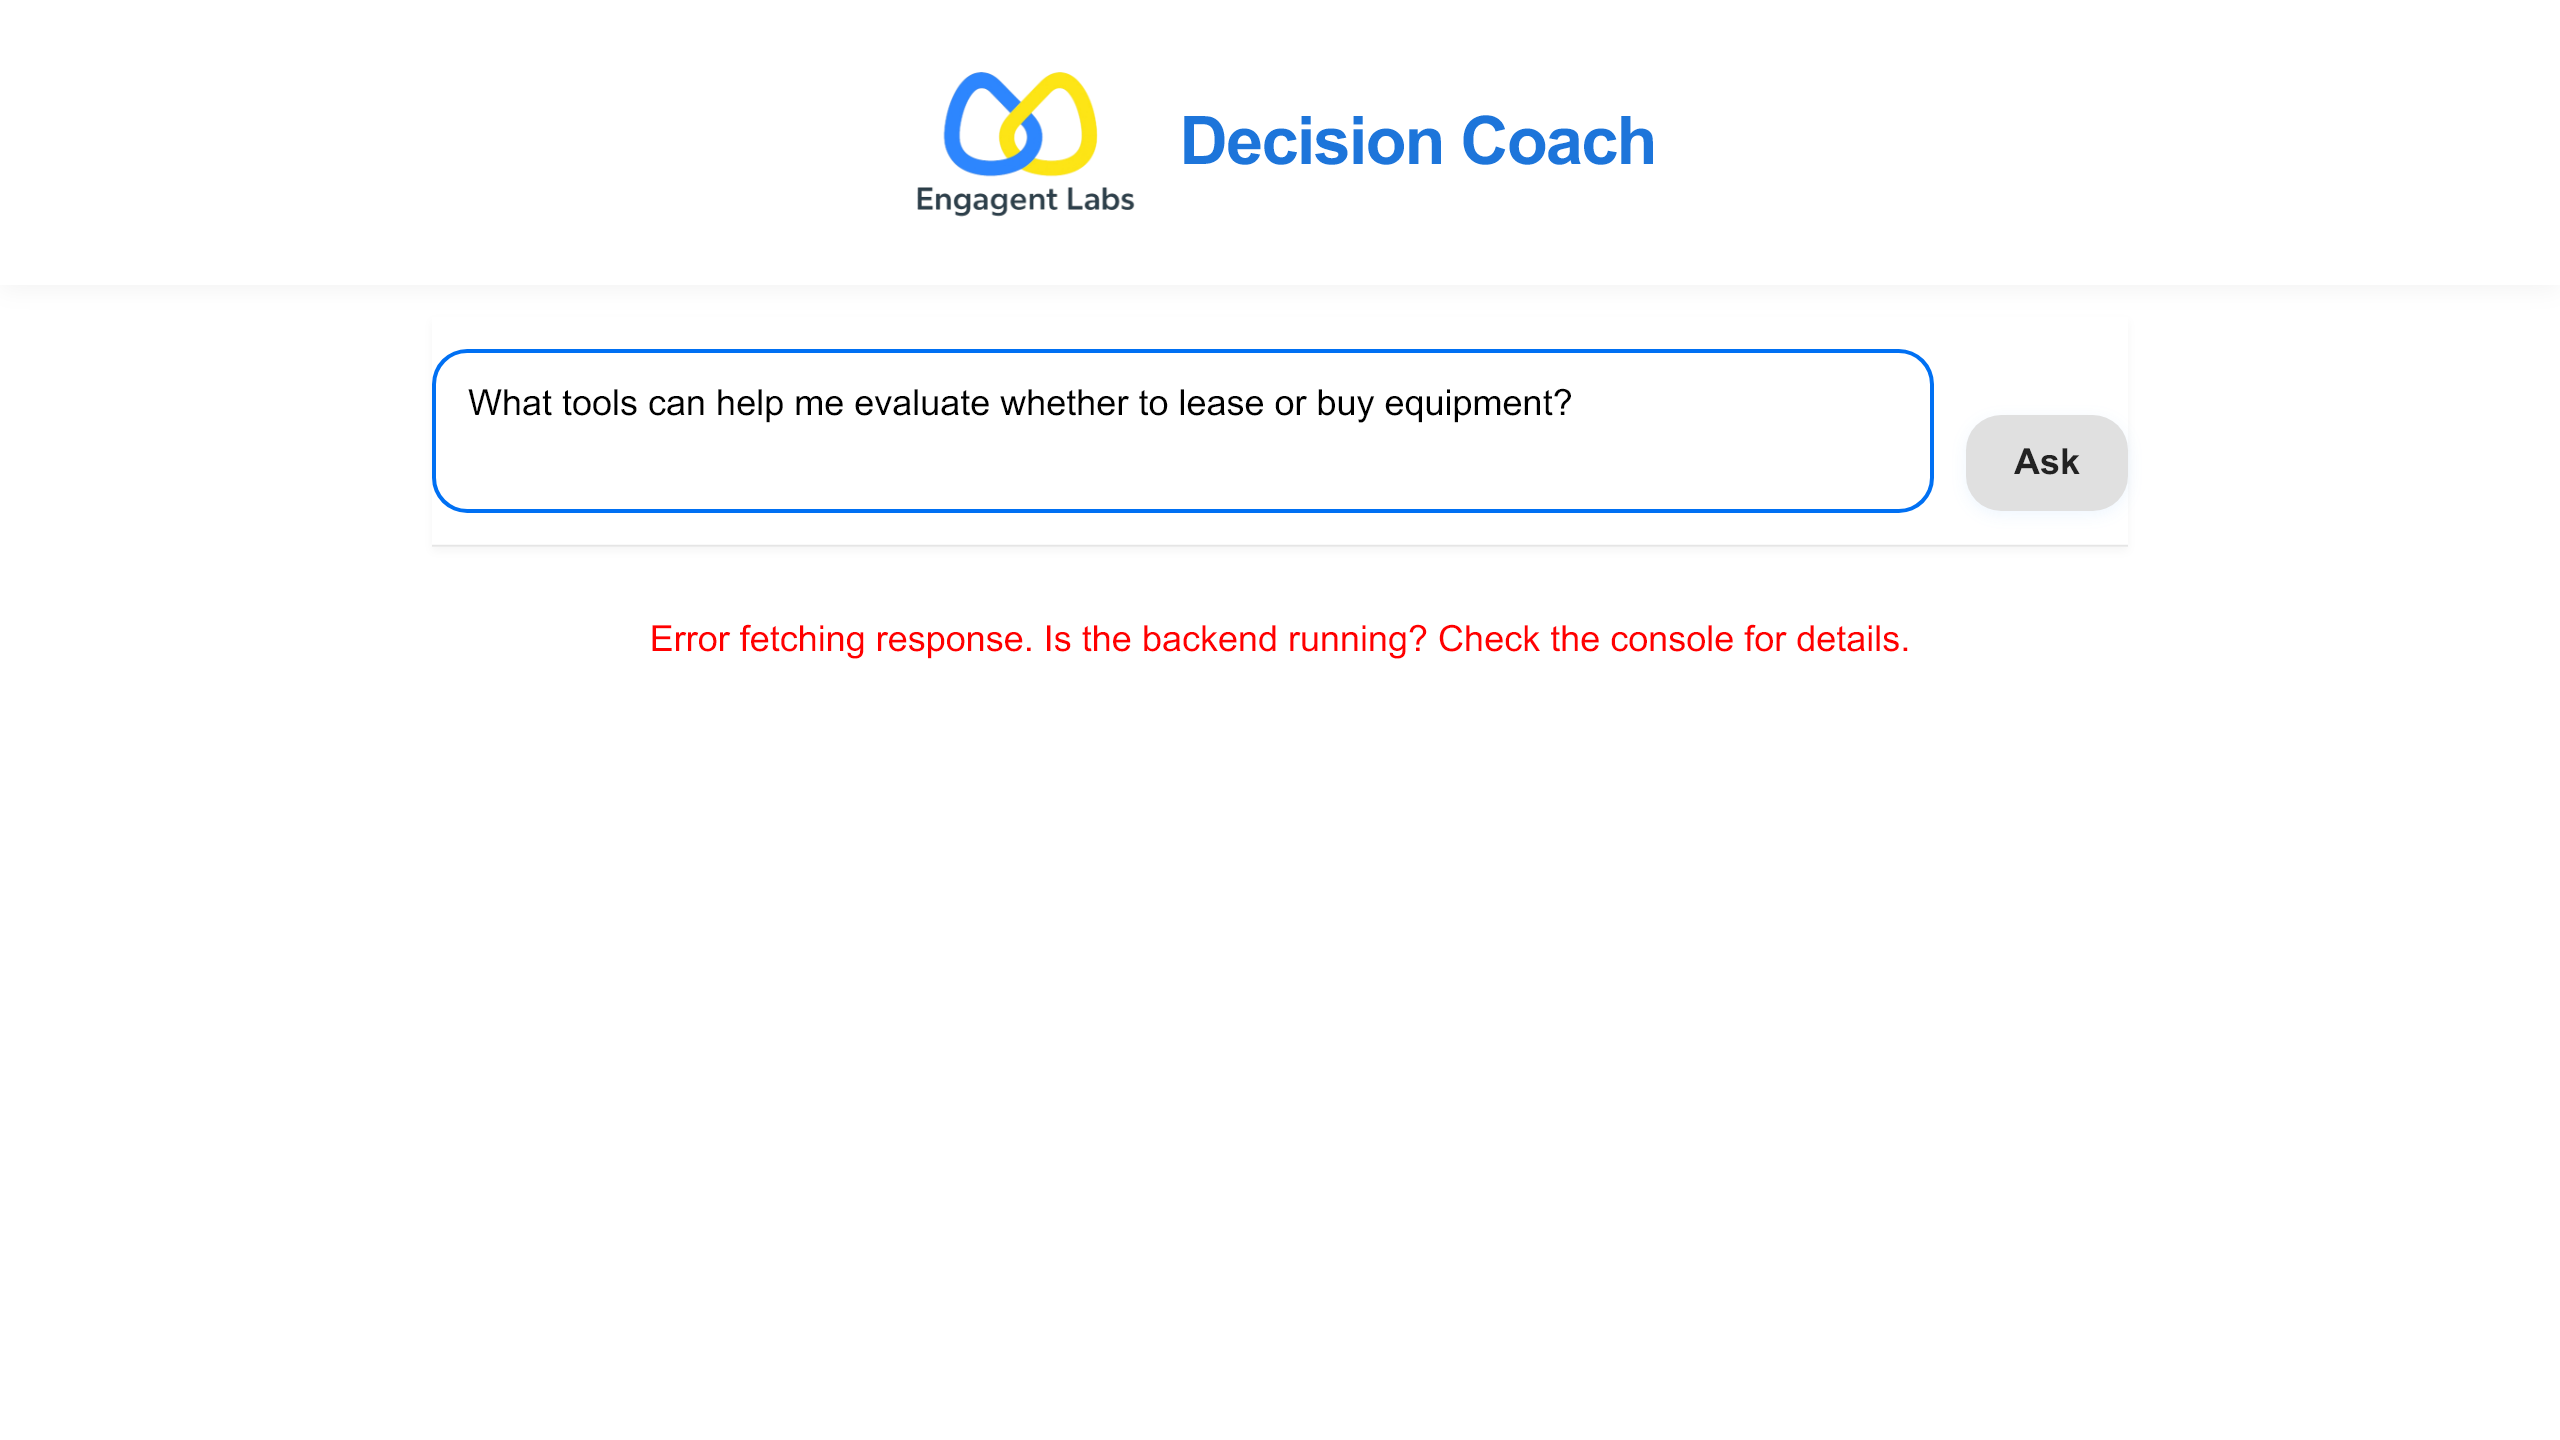 Engagent Labs
Decision Coach
What tools can help me evaluate whether to lease or buy equipment?
Ask
Error fetching response. Is the backend running? Check the console for details.